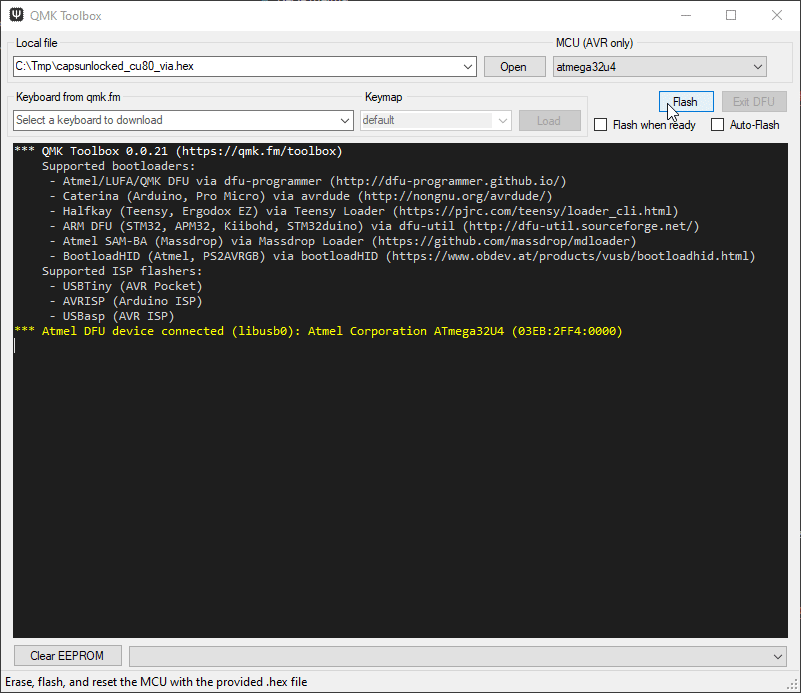 QMK Toolbox
Local file
MCU (AVR only)
C:\Tmp\capsunlocked_cu80_via.hex
Open
atmega32u4
Keyboard from qmk.fm
Keymap
Flash
Exit DFU
Select a keyboard to download
default
Load
Flash when ready
Auto-Flash
*** QMK Toolbox 0.0.21 (https://qmk.fm/toolbox)
Supported bootloaders:
- Atmel/LUFA/QMK DFU via dfu-programmer (http://dfu-programmer.github.io/)
- Caterina (Arduino, Pro Micro) via avrdude (http://nongnu.org/avrdude/)
- Halfkay (Teensy, Ergodox EZ) via Teensy Loader (https://pjrc.com/teensy/loader_cli.html)
- ARM DFU (STM32, APM32, Kiibohd, STM32duino) via dfu-util (http://dfu-util.sourceforge.net/)
- Atmel SAM-BA (Massdrop) via Massdrop Loader (https://github.com/massdrop/mdloader)
- BootloadHID (Atmel, PS2AVRGB) via bootloadHID (https://www.obdev.at/products/vusb/bootloadhid.html)
Supported ISP flashers:
- USBTiny (AVR Pocket)
- AVRISP (Arduino ISP)
- USBasp (AVR ISP)
*** Atmel DFU device connected (libusb0): Atmel Corporation ATmega32U4 (03EB:2FF4:0000)
Clear EEPROM
Erase, flash, and reset the MCU with the provided .hex file